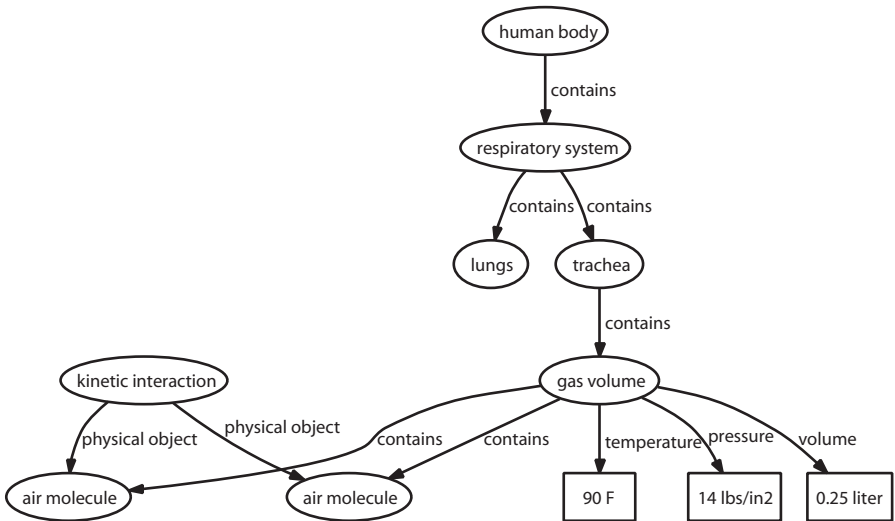 human body
contains
respiratory system
contains
contains
lungs
trachea
contains
kinetic interaction
gas volume
physical object
physical object
contains
contains
temperature
pressure
volume
air molecule
air molecule
90 F
14 lbs/in2
0.25 liter